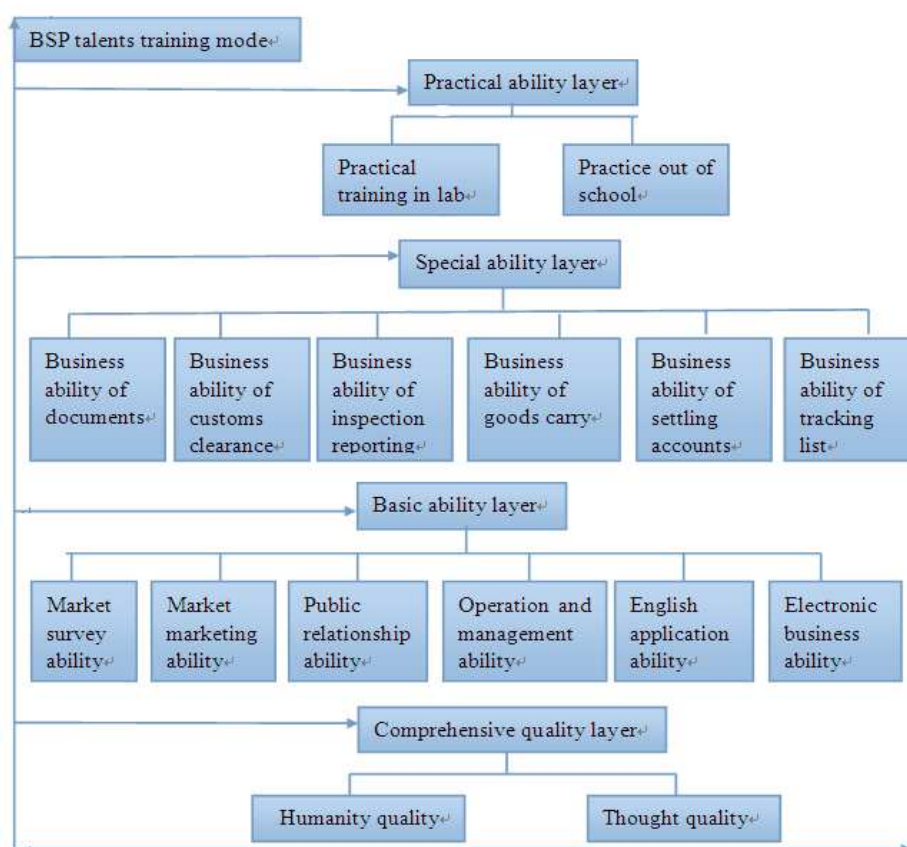 BSP talents training mode
Practical ability layer
Practical
training in lab
Practice out of
school
Special ability layer
Business
ability of
documents
Business
ability of
customs
clearance
Business
ability of
inspection
reporting
Business
ability of
goods carry
Business
ability of
settling
accounts
Business
ability of
tracking
list
Basic ability layer
Market
survey
ability
Market
marketing
ability
Public
relationship
ability
Operation and
management
ability
English
application
ability
Electronic
business
ability
Comprehensive quality layer
Humanity quality
Thought quality